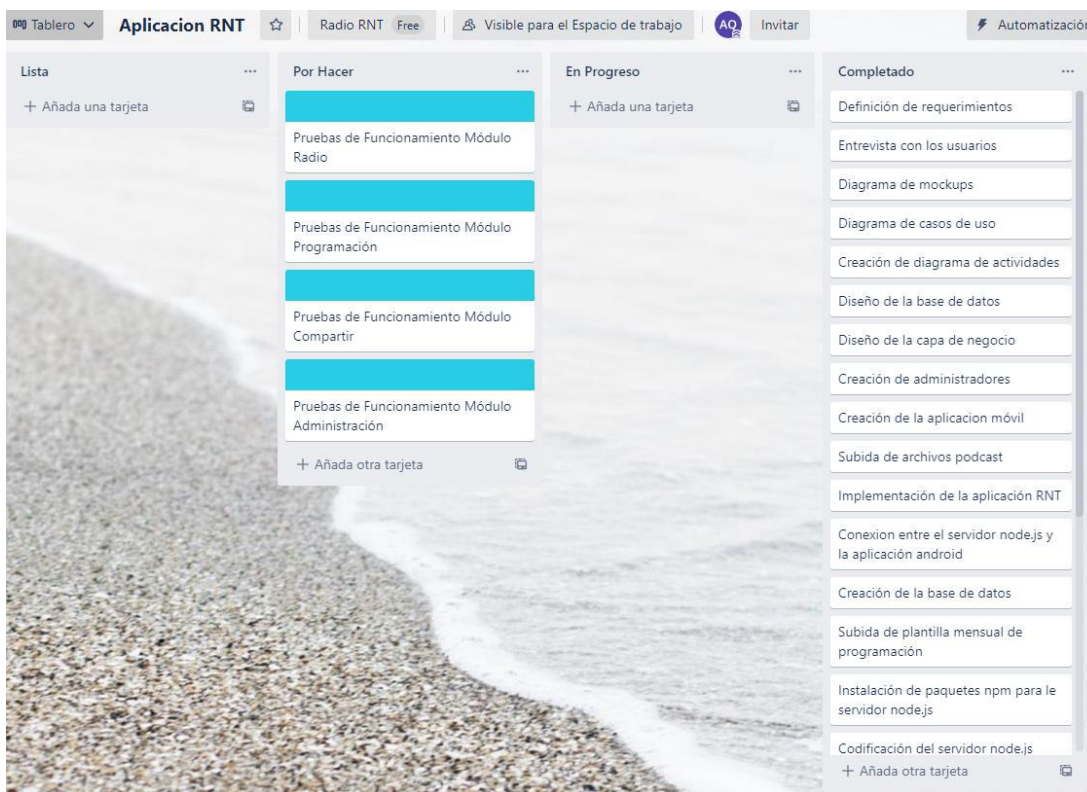 Tablero
Aplicacion RNT
Radio RNT Free
Visible para el Espacio de trabajo
AQ
Invitar
Automatización
Lista
+ Añada una tarjeta
Por Hacer
Pruebas de Funcionamiento Módulo
Radio
Pruebas de Funcionamiento Módulo
Programación
Pruebas de Funcionamiento Módulo
Compartir
Pruebas de Funcionamiento Módulo
Administración
+ Añada otra tarjeta
En Progreso
+ Añada una tarjeta
Completado
Definición de requerimientos
Entrevista con los usuarios
Diagrama de mockups
Diagrama de casos de uso
Creación de diagrama de actividades
Diseño de la base de datos
Diseño de la capa de negocio
Creación de administradores
Creación de la aplicacion móvil
Subida de archivos podcast
Implementación de la aplicación RNT
Conexion entre el servidor node.js y
la aplicación android
Creación de la base de datos
Subida de plantilla mensual de
programación
Instalación de paquetes npm para le
servidor node.js
Codificación del servidor node.js
+ Añada otra tarjeta